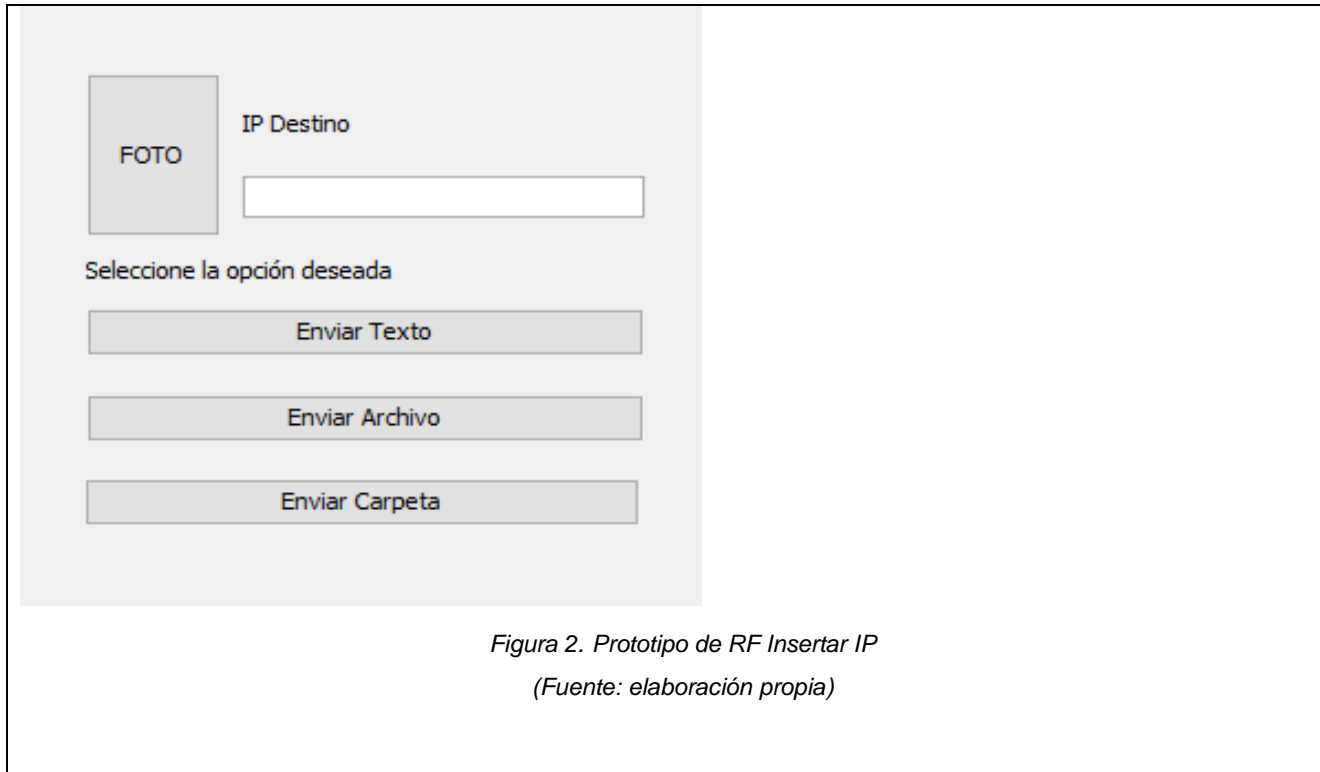 FOTO
IP Destino
Seleccione la opción deseada
Enviar Texto
Enviar Archivo
Enviar Carpeta
Figura 2. Prototipo de RF Insertar IP
(Fuente: elaboración propia)